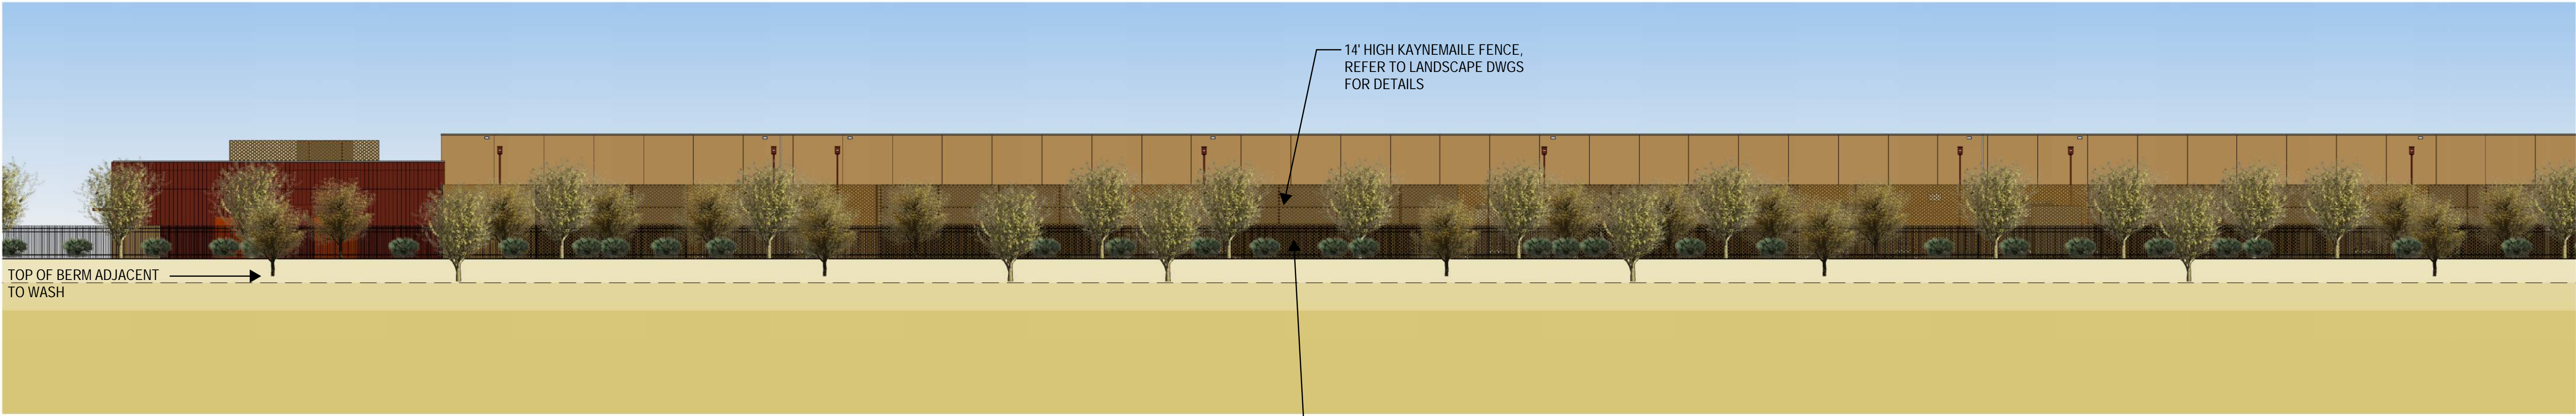 14' HIGH KAYNEMAILE FENCE,
REFER TO LANDSCAPE DWGS
FOR DETAILS
TOP OF BERM ADJACENT
TO WASH